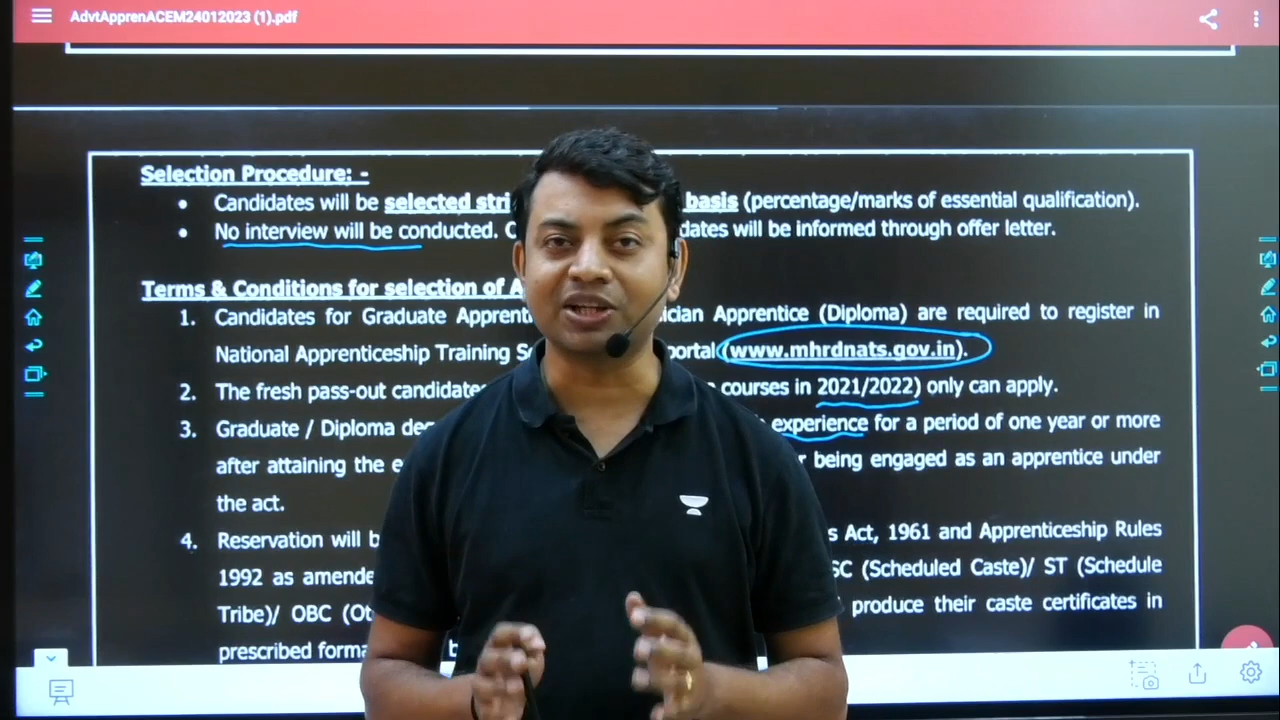 AdvtApprenACEM24012023 (1).pdf
Selection Procedure: -
• Candidates will be selected stri basis (percentage/marks of essential qualification).
• No interview will be conducted. dates will be informed through offer letter.
Terms & Conditions for selection of A
1. Candidates for Graduate Apprent ician Apprentice (Diploma) are required to register in
National Apprenticeship Training S portal (www.mhrdnats.gov.in).
2. The fresh pass-out candidate courses in 2021/2022) only can apply.
3. Graduate / Diploma de experience for a period of one year or more
after attaining the e r being engaged as an apprentice under
the act.
4. Reservation will b s Act, 1961 and Apprenticeship Rules
1992 as amende SC (Scheduled Caste)/ ST (Schedule
Tribe)/ OBC (Ot produce their caste certificates in
prescribed forma b